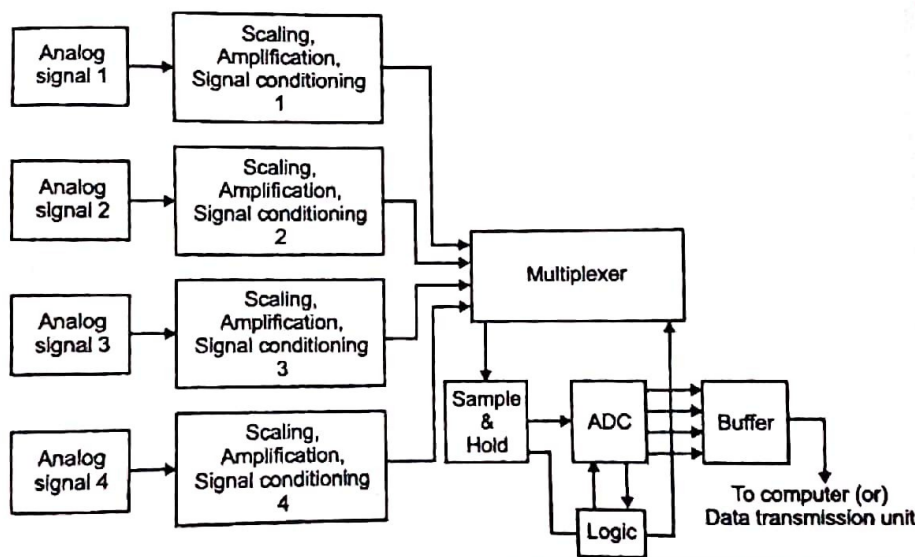 Analog
signal 1
Scaling,
Amplification,
Signal conditioning
1
Analog
signal 2
Scaling,
Amplification,
Signal conditioning
2
Analog
signal 3
Scaling,
Amplification,
Signal conditioning
3
Analog
signal 4
Scaling,
Amplification,
Signal conditioning
4
Multiplexer
Sample
&
Hold
ADC
Buffer
Logic
To computer (or)
Data transmission unit